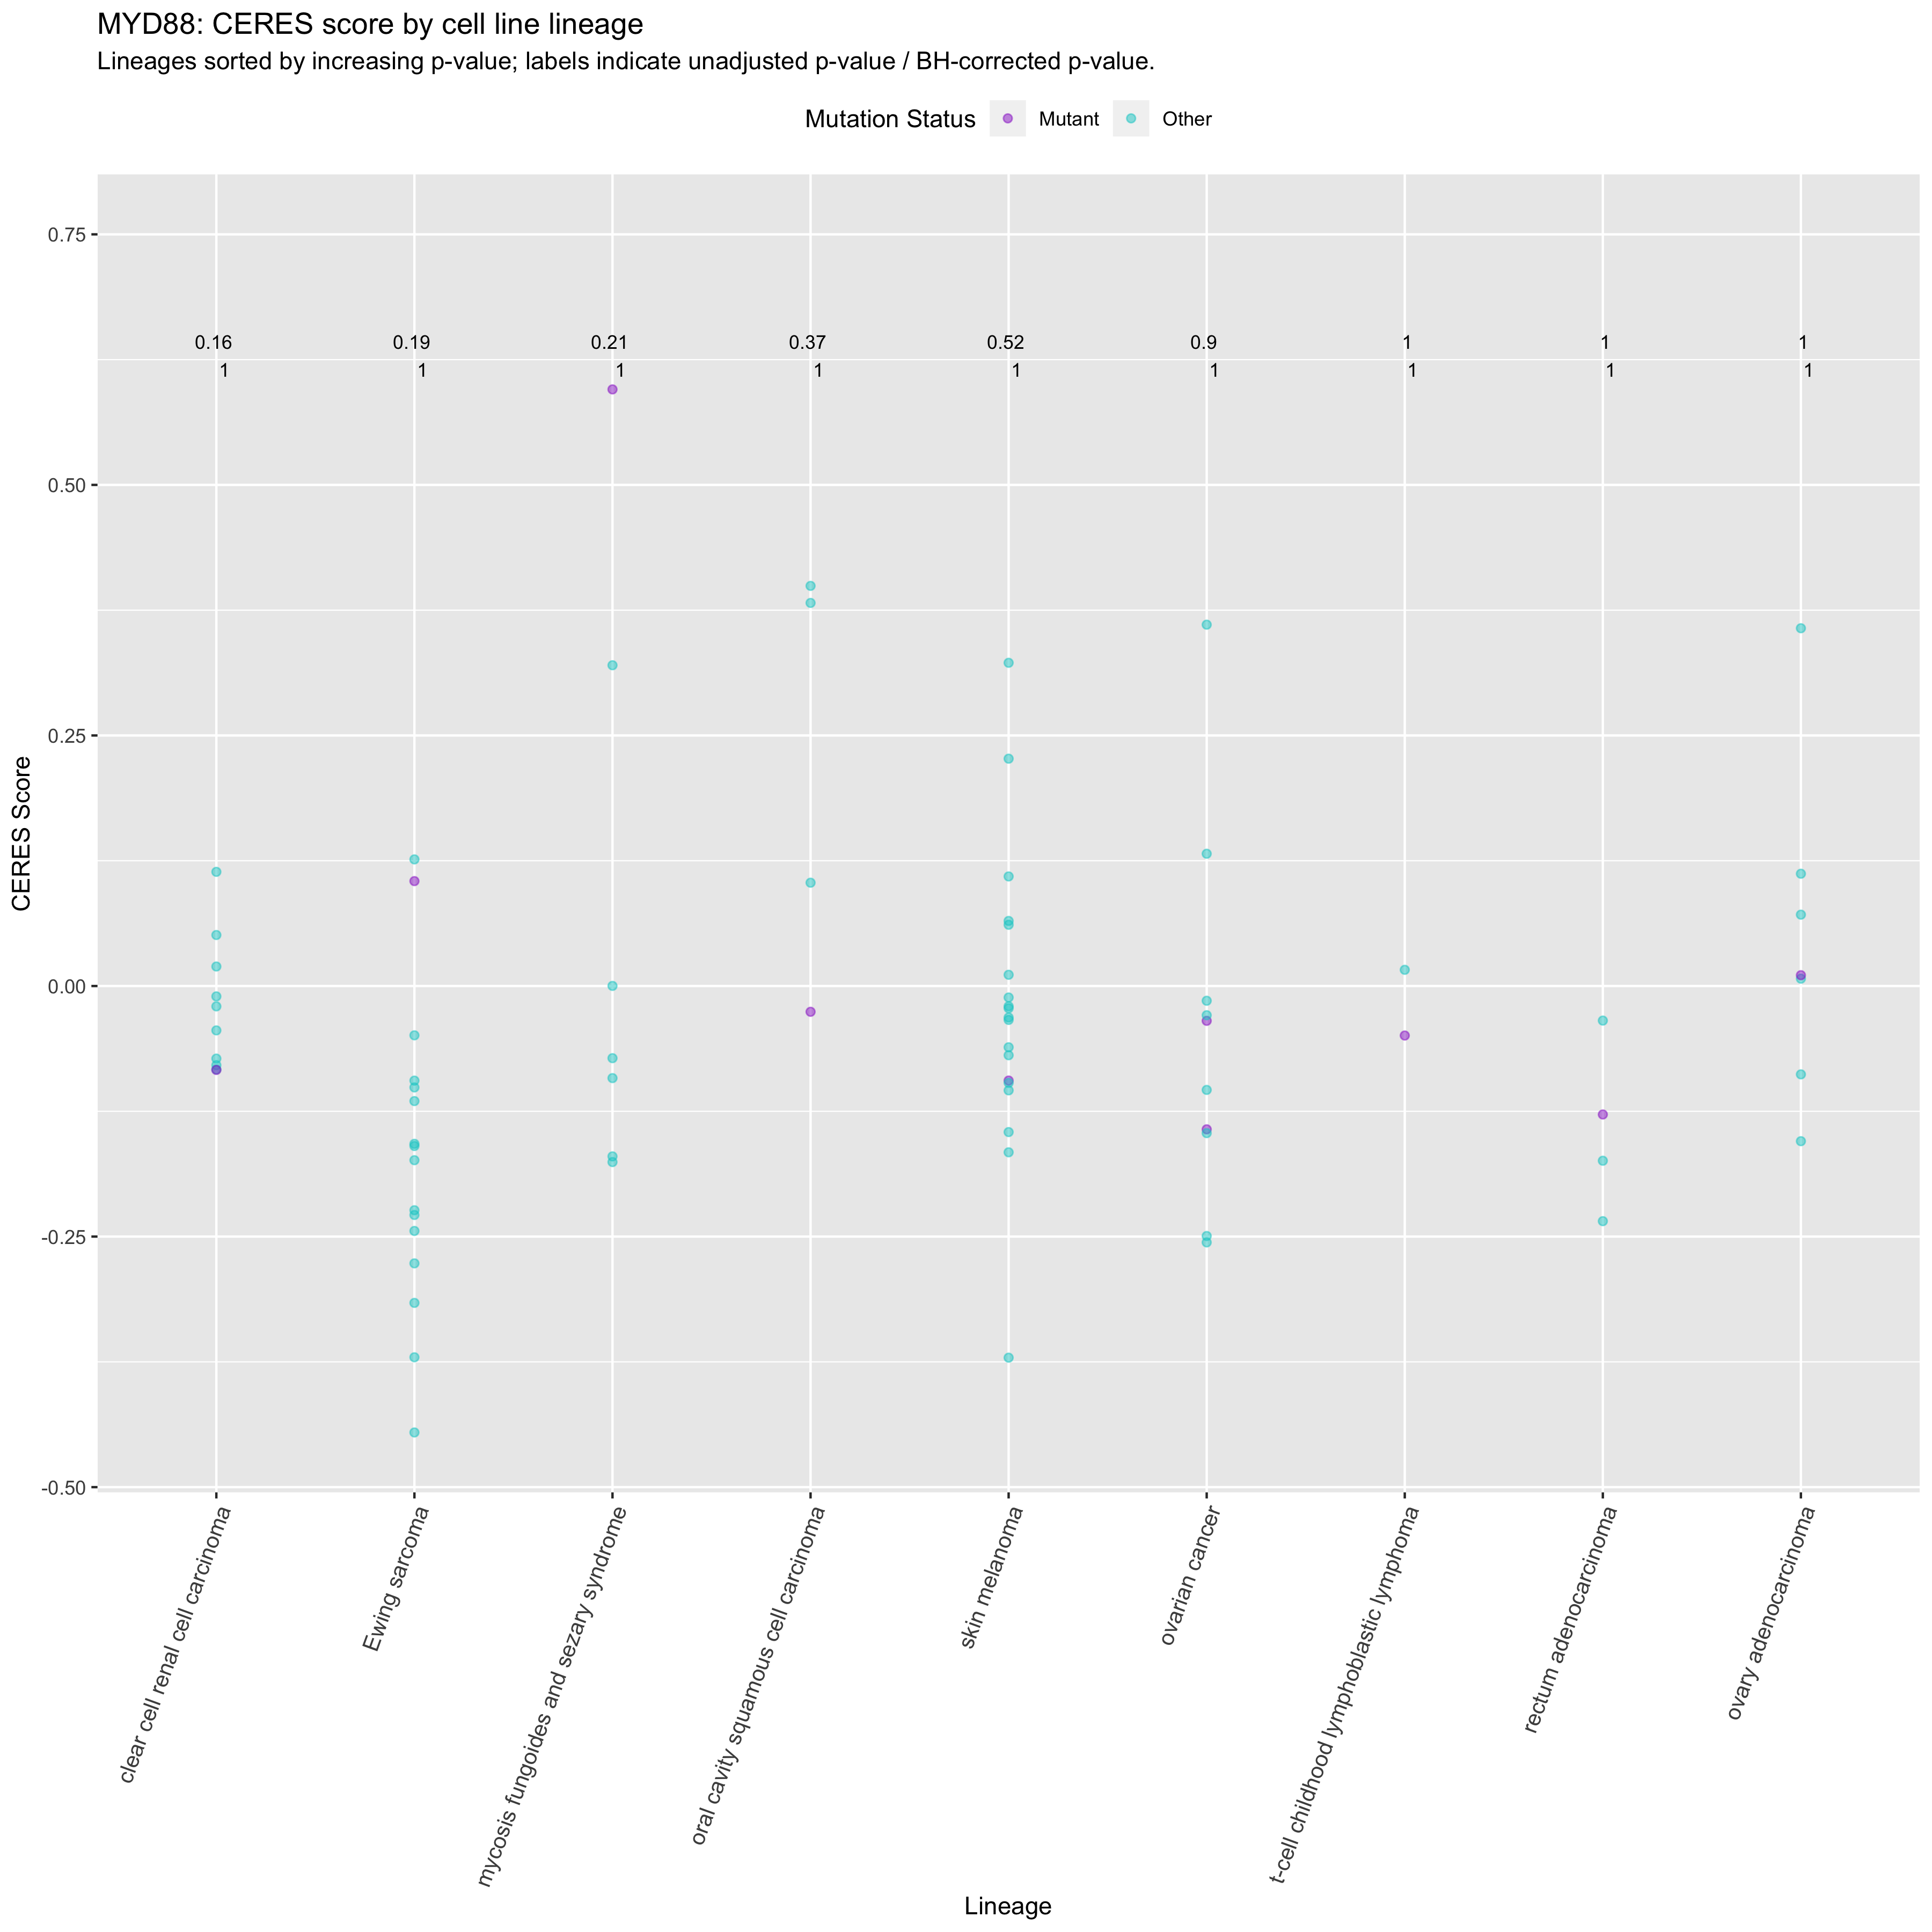 MYD88: CERES score by cell line lineage
Lineages sorted by increasing p-value; labels indicate unadjusted p-value / BH-corrected p-value.
Mutation Status Mutant Other
0.75
0.50
0.25
0.00
-0.25
-0.50
CERES Score
0.16 0.19 0.21 0.37 0.52 0.9 1 1 1
1 1 1 1 1 1 1 1 1
clear cell renal cell carcinoma
Ewing sarcoma
mycosis fungoides and sezary syndrome
oral cavity squamous cell carcinoma
skin melanoma
ovarian cancer
t-cell childhood lymphoblastic lymphoma
rectum adenocarcinoma
ovary adenocarcinoma
Lineage